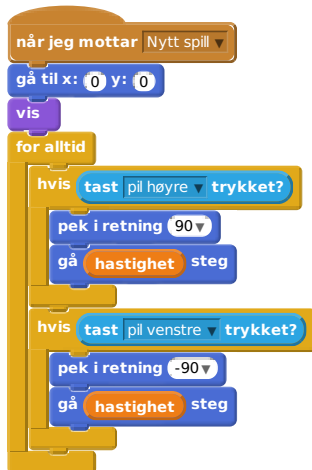 når jeg mottar Nytt spill
gå til x: 0 y: 0
vis
for alltid
hvis tast pil høyre trykket?
pek i retning 90
gå hastighet steg
hvis tast pil venstre trykket?
pek i retning -90
gå hastighet steg